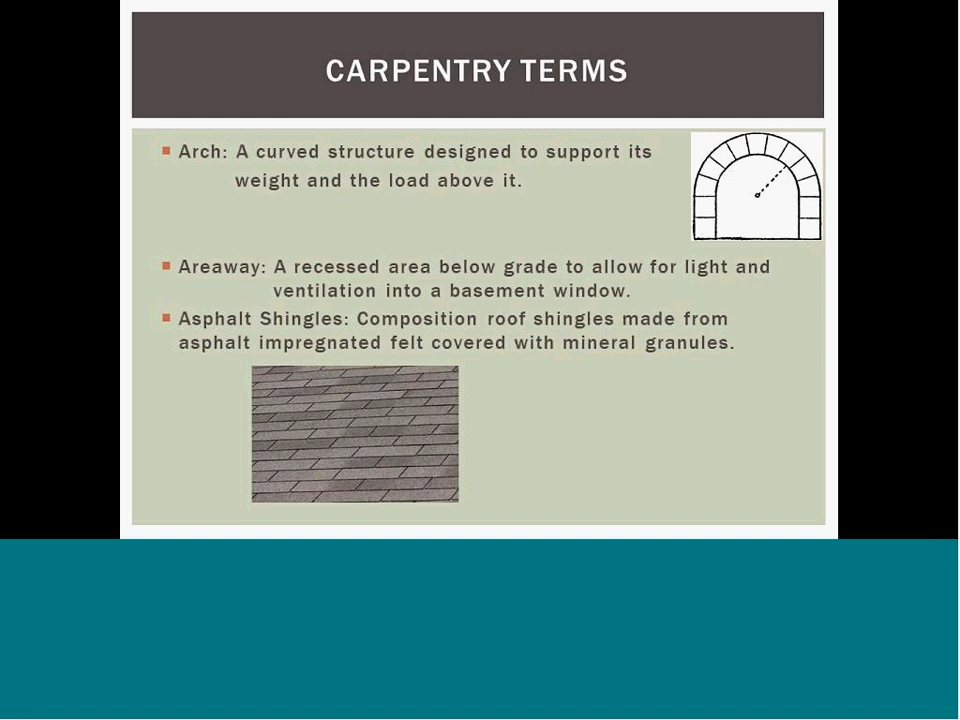 CARPENTRY TERMS
Arch: A curved structure designed to support its
weight and the load above it.
Areaway: A recessed area below grade to allow for light and
ventilation into a basement window.
Asphalt Shingles: Composition roof shingles made from
asphalt impregnated felt covered with mineral granules.